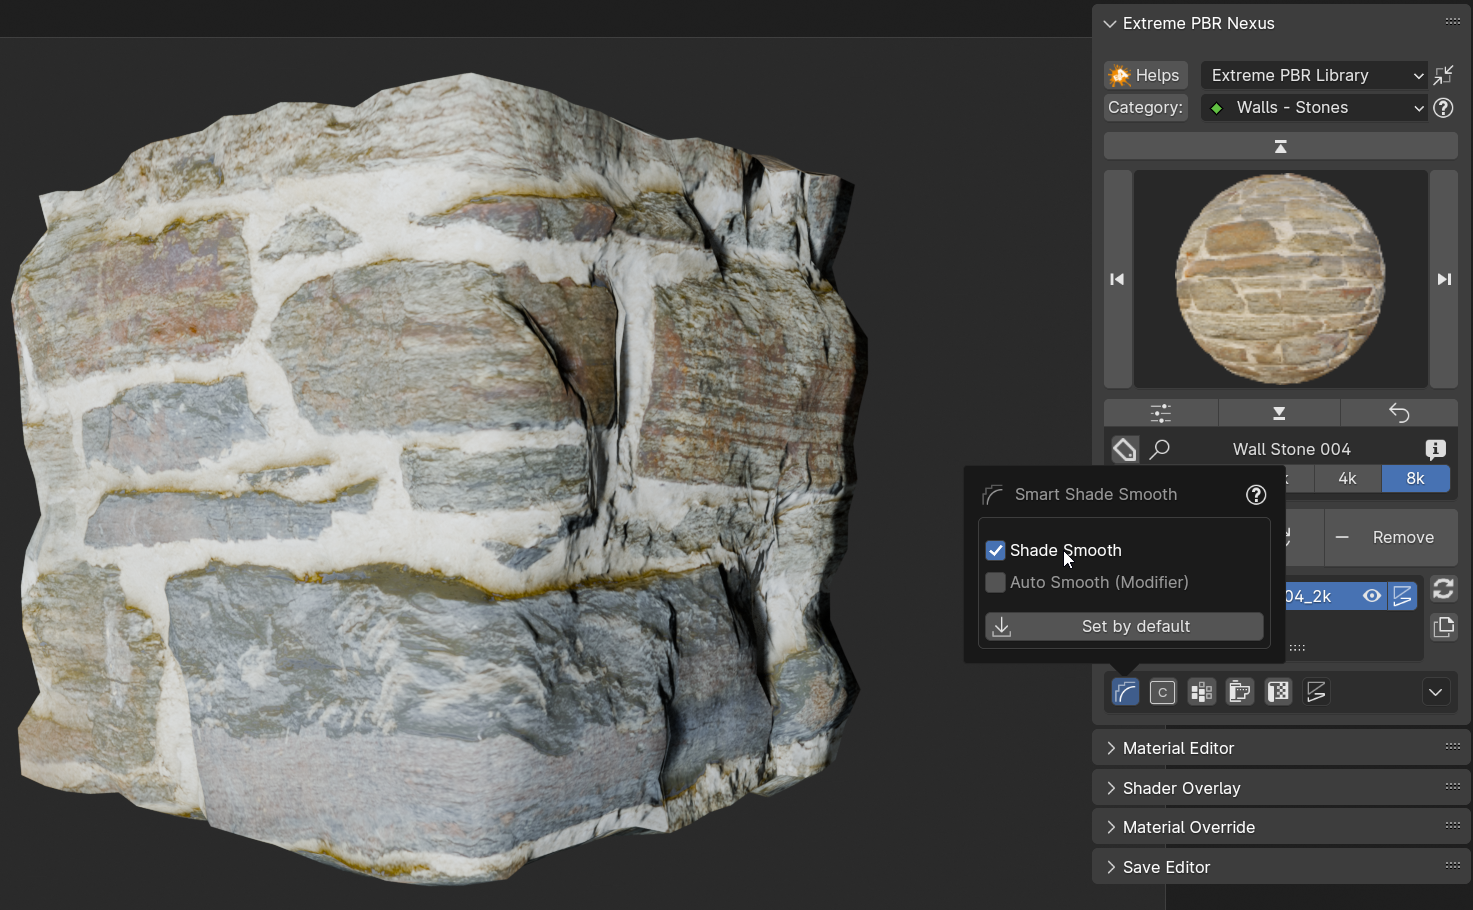 Extreme PBR Nexus
Helps
Extreme PBR Library
Category:
Walls - Stones
Wall Stone 004
4k
8k
Smart Shade Smooth
Remove
Shade Smooth
Auto Smooth (Modifier)
04_2k
Set by default
C
Material Editor
Shader Overlay
Material Override
Save Editor